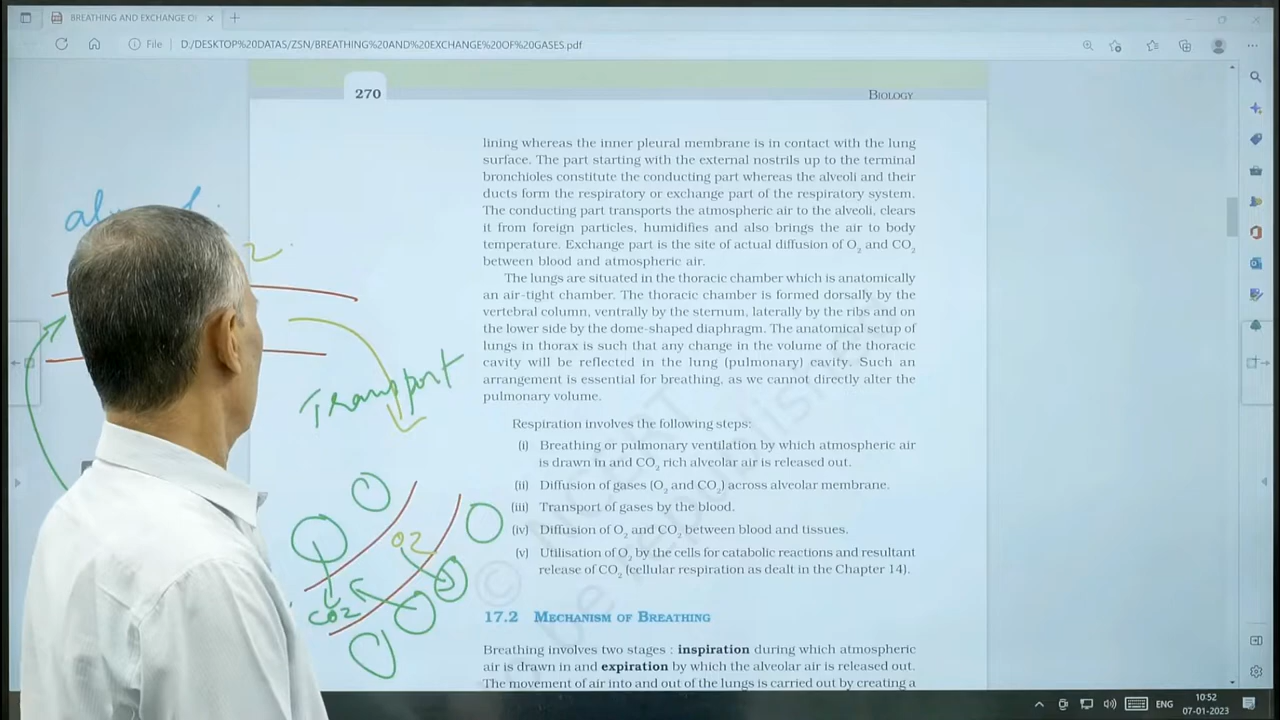 BREATHING AND EXCHANGE O
File D:/DESKTOP%20DATAS/ZSN/BREATHING%20AND%20EXCHANGE%20OF%20GASES.pdf
270
BIOLOGY
lining whereas the inner pleural membrane is in contact with the lung
surface. The part starting with the external nostrils up to the terminal
bronchioles constitute the conducting part whereas the alveoli and their
ducts form the respiratory or exchange part of the respiratory system.
The conducting part transports the atmospheric air to the alveoli, clears
it from foreign particles, humidifies and also brings the air to body
temperature. Exchange part is the site of actual diffusion of O2 and CO2
between blood and atmospheric air.
The lungs are situated in the thoracic chamber which is anatomically
an air-tight chamber. The thoracic chamber is formed dorsally by the
vertebral column, ventrally by the sternum, laterally by the ribs and on
the lower side by the dome-shaped diaphragm. The anatomical setup of
lungs in thorax is such that any change in the volume of the thoracic
cavity will be reflected in the lung (pulmonary) cavity. Such an
arrangement is essential for breathing, as we cannot directly alter the
pulmonary volume.
Transport
Respiration involves the following steps:
(i) Breathing or pulmonary ventilation by which atmospheric air
is drawn in and CO2 rich alveolar air is released out.
(ii) Diffusion of gases (O2 and CO2) across alveolar membrane.
(iii) Transport of gases by the blood.
(iv) Diffusion of O2 and CO2 between blood and tissues.
O2
(v) Utilisation of O2 by the cells for catabolic reactions and resultant
release of CO2 (cellular respiration as dealt in the Chapter 14).
CO2
17.2 MECHANISM OF BREATHING
Breathing involves two stages : inspiration during which atmospheric
air is drawn in and expiration by which the alveolar air is released out.
The movement of air into and out of the lungs is carried out by creating a
ENG
10:52
07-01-2023